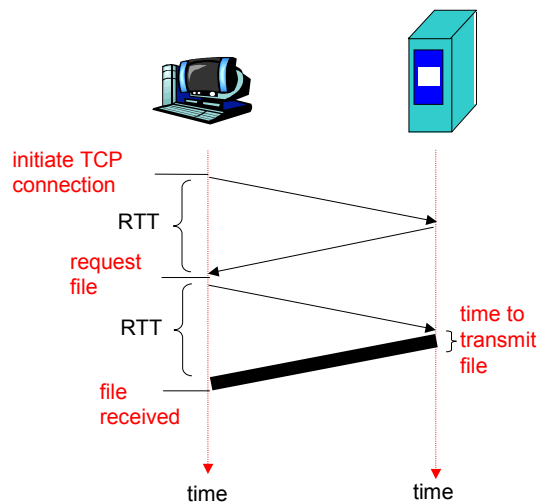 initiate TCP
connection
RTT
request
file
RTT
time to
transmit
file
file
received
time
time